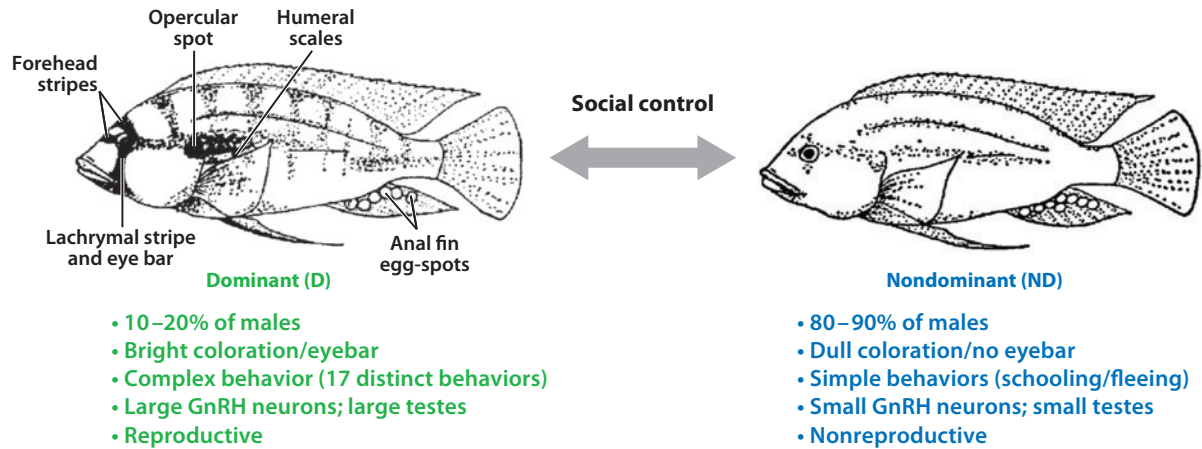 Opercular
spot
Humeral
scales
Forehead
stripes
Social control
Lachrymal stripe
and eye bar
Anal fin
egg-spots
Dominant (D)
• 10–20% of males
• Bright coloration/eyebar
• Complex behavior (17 distinct behaviors)
• Large GnRH neurons; large testes
• Reproductive
Nondominant (ND)
• 80–90% of males
• Dull coloration/no eyebar
• Simple behaviors (schooling/fleeing)
• Small GnRH neurons; small testes
• Nonreproductive